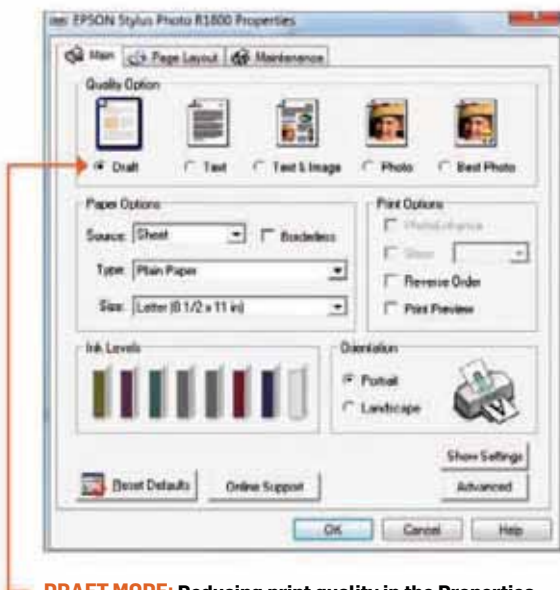 EPSON Stylus Photo R1800 Properties
Main Page Layout Maintenance
Quality Option
Draft Text Text & Image Photo Best Photo
Paper Options
Print Options
Source: Sheet Borderless
PhotoEnhance
Type: Plain Paper
Reverse Order
Size: Letter (8 1/2 x 11 in)
Print Preview
Ink Levels
Orientation
Portrait
Landscape
Show Settings
Reset Defaults Online Support Advanced
OK Cancel Help
DRAFT MODE: Reducing print quality in the Properties